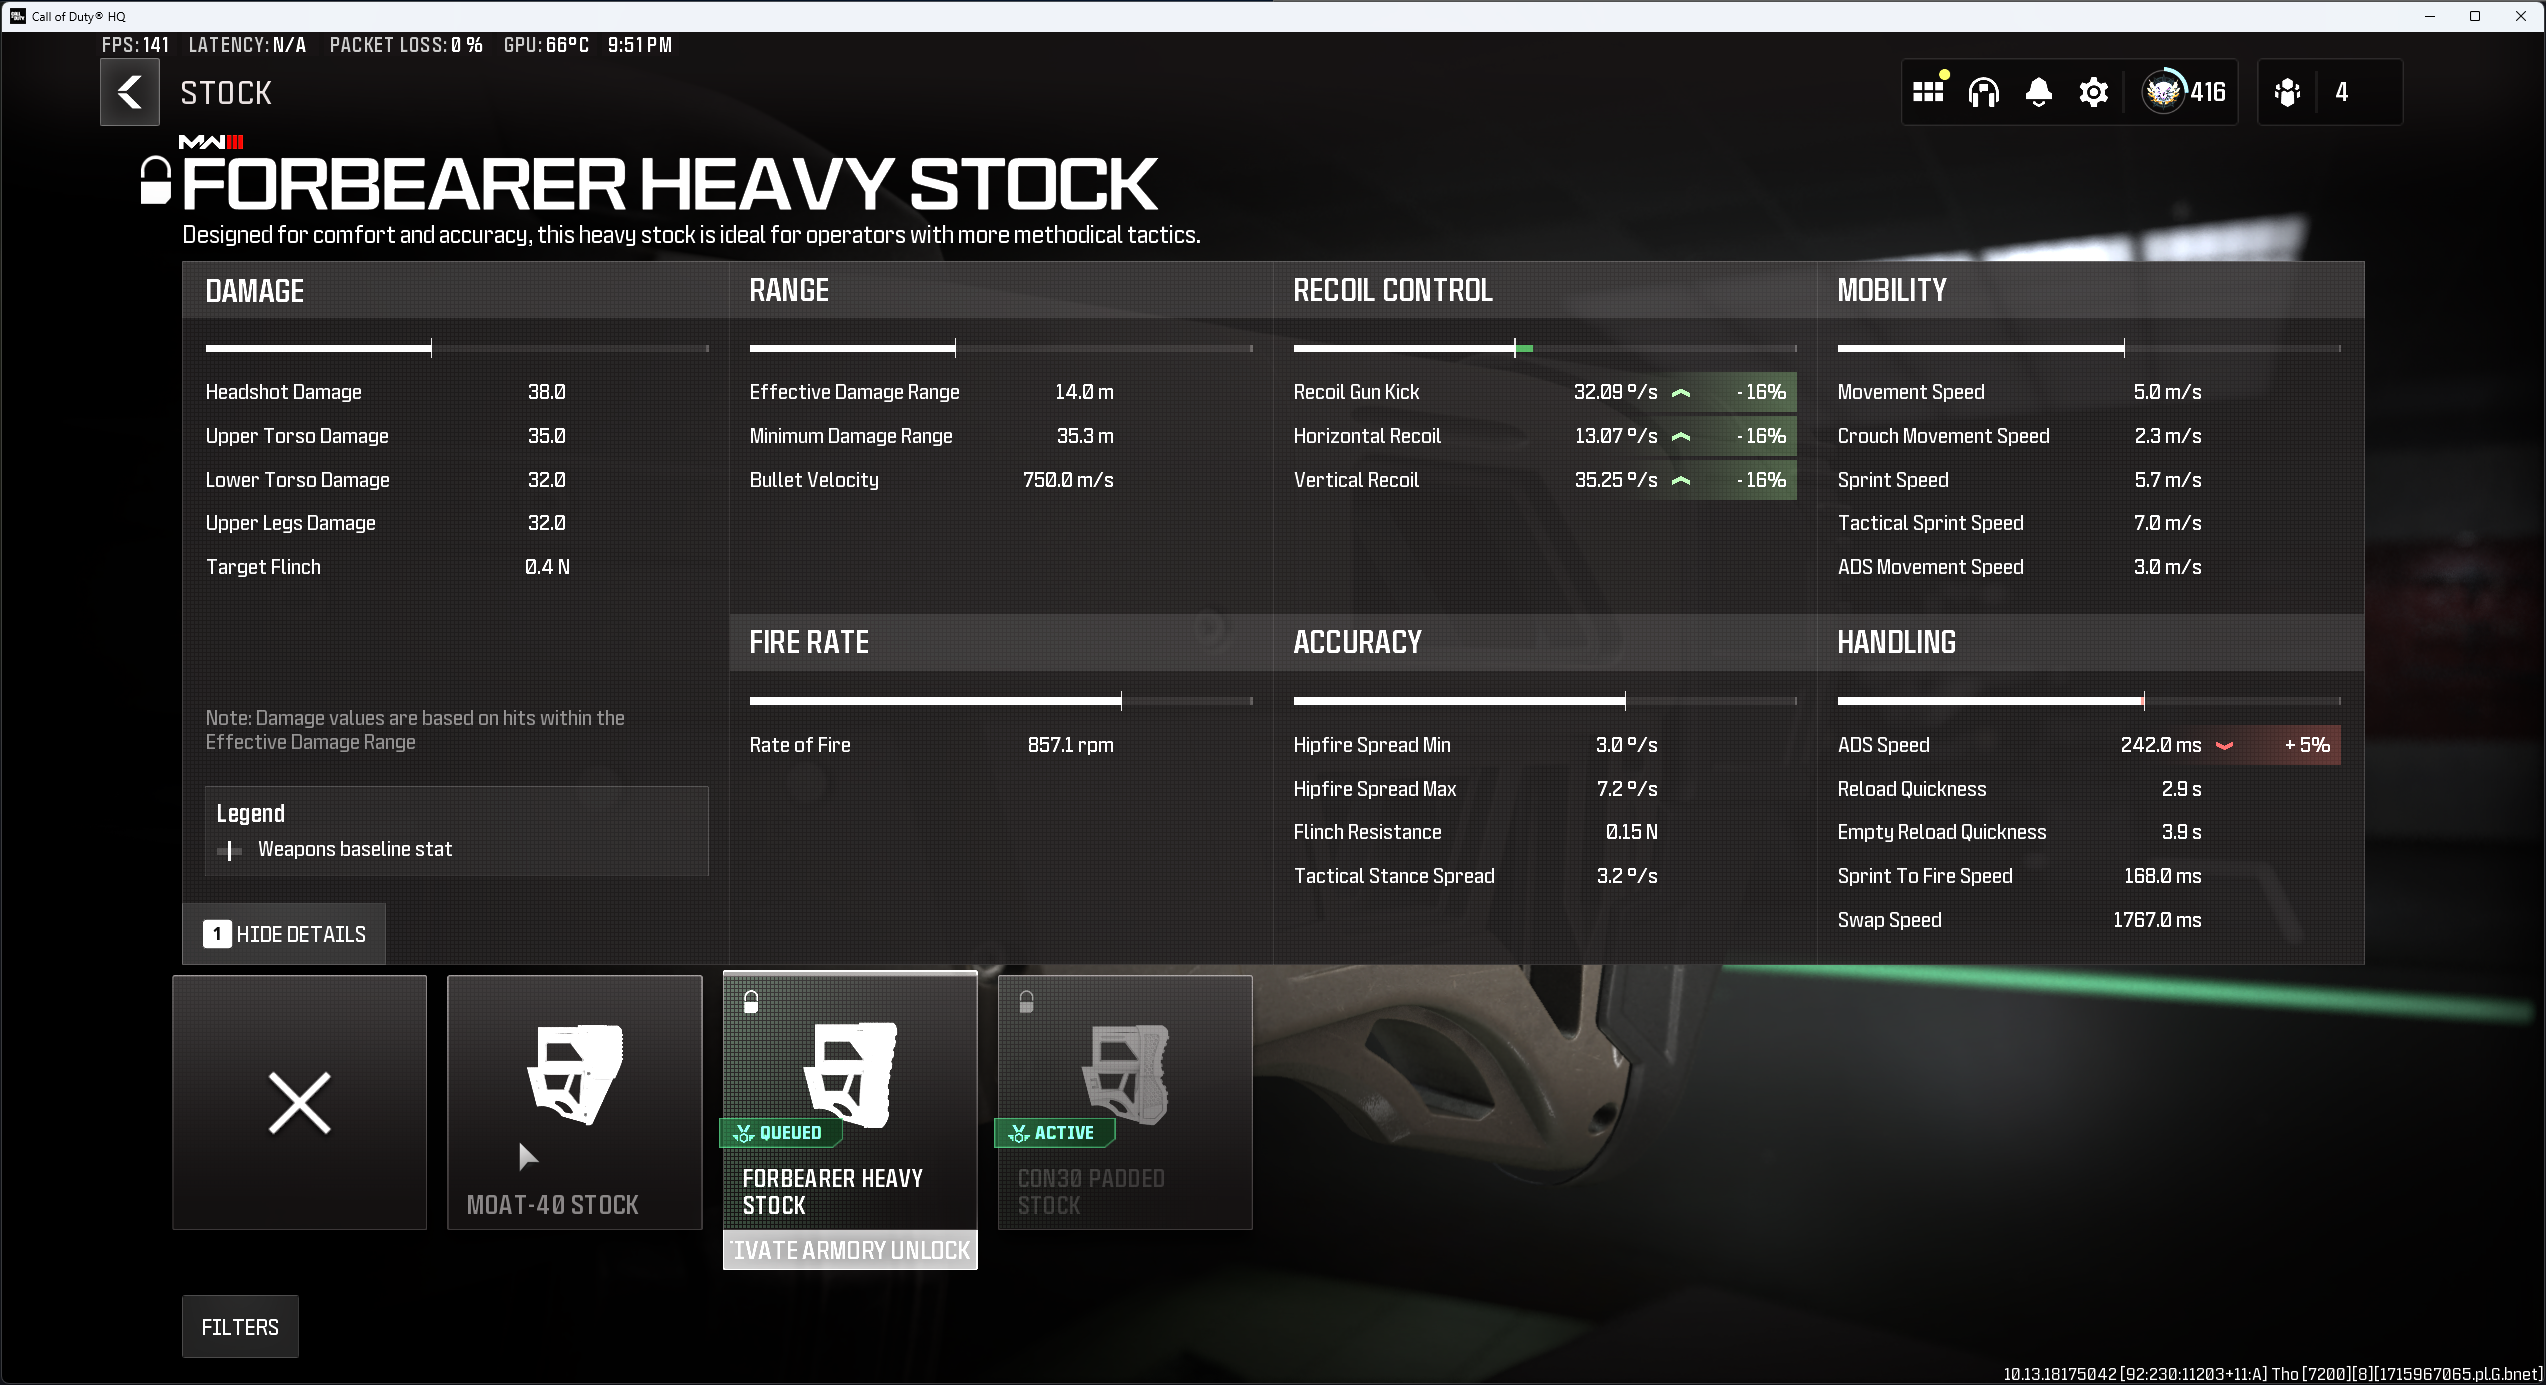 Call of Duty® HQ
FPS: 141 LATENCY: N/A PACKET LOSS: 0 % GPU: 66°C 9:51 PM
STOCK
416
4
MWIII
FORBEARER HEAVY STOCK
Designed for comfort and accuracy, this heavy stock is ideal for operators with more methodical tactics.
DAMAGE
Headshot Damage 38.0
Upper Torso Damage 35.0
Lower Torso Damage 32.0
Upper Legs Damage 32.0
Target Flinch 0.4 N
Note: Damage values are based on hits within the
Effective Damage Range
Legend
Weapons baseline stat
1 HIDE DETAILS
RANGE
Effective Damage Range 14.0 m
Minimum Damage Range 35.3 m
Bullet Velocity 750.0 m/s
FIRE RATE
Rate of Fire 857.1 rpm
RECOIL CONTROL
Recoil Gun Kick 32.09 º/s - 16%
Horizontal Recoil 13.07 º/s - 16%
Vertical Recoil 35.25 º/s - 16%
ACCURACY
Hipfire Spread Min 3.0 º/s
Hipfire Spread Max 7.2 º/s
Flinch Resistance 0.15 N
Tactical Stance Spread 3.2 º/s
MOBILITY
Movement Speed 5.0 m/s
Crouch Movement Speed 2.3 m/s
Sprint Speed 5.7 m/s
Tactical Sprint Speed 7.0 m/s
ADS Movement Speed 3.0 m/s
HANDLING
ADS Speed 242.0 ms + 5%
Reload Quickness 2.9 s
Empty Reload Quickness 3.9 s
Sprint To Fire Speed 168.0 ms
Swap Speed 1767.0 ms
MOAT-40 STOCK
QUEUED
FORBEARER HEAVY
STOCK
IVATE ARMORY UNLOCK
ACTIVE
CON30 PADDED
STOCK
FILTERS
10.13.18175042 [92:230:11203+11:A] Tho [7200][8][1715967065.pl.G.bnet]